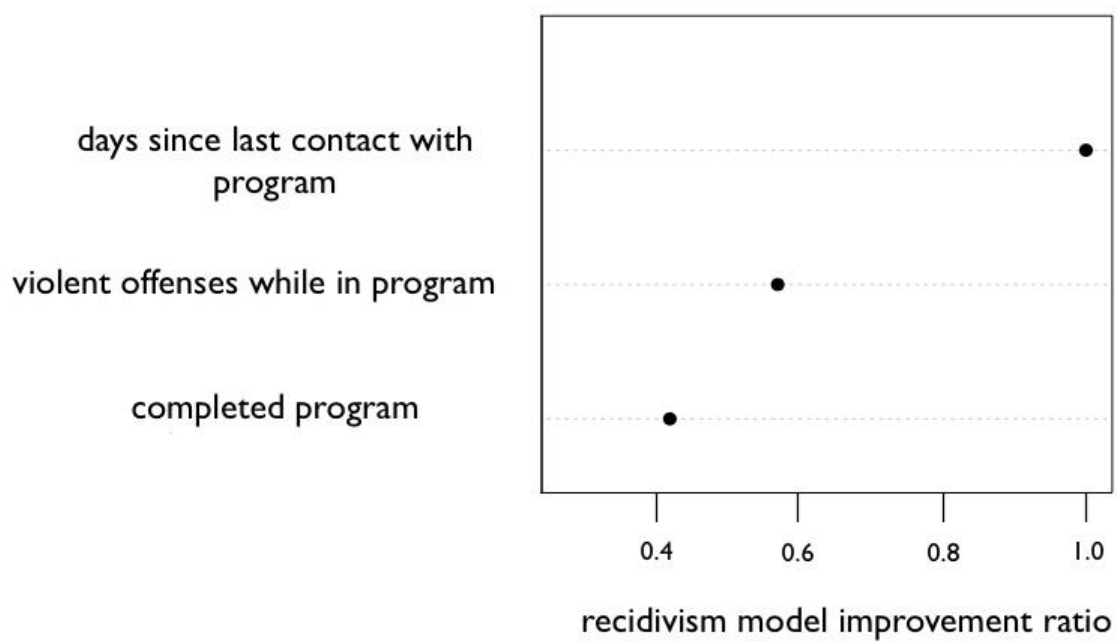 days since last contact with
program
violent offenses while in program
completed program
0.4 0.6 0.8 1.0
recidivism model improvement ratio